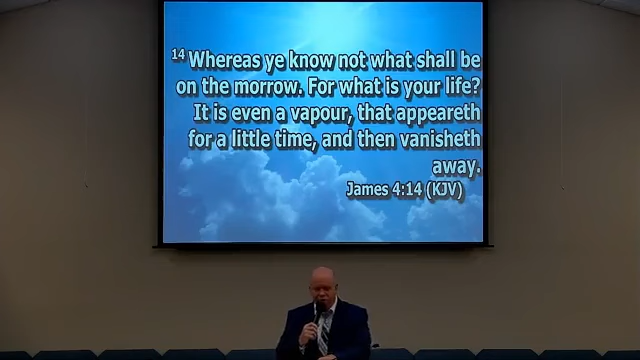 14 Whereas ye know not what shall be
on the morrow. For what is your life?
It is even a vapour, that appeareth
for a little time, and then vanisheth
away.
James 4:14 (KJV)